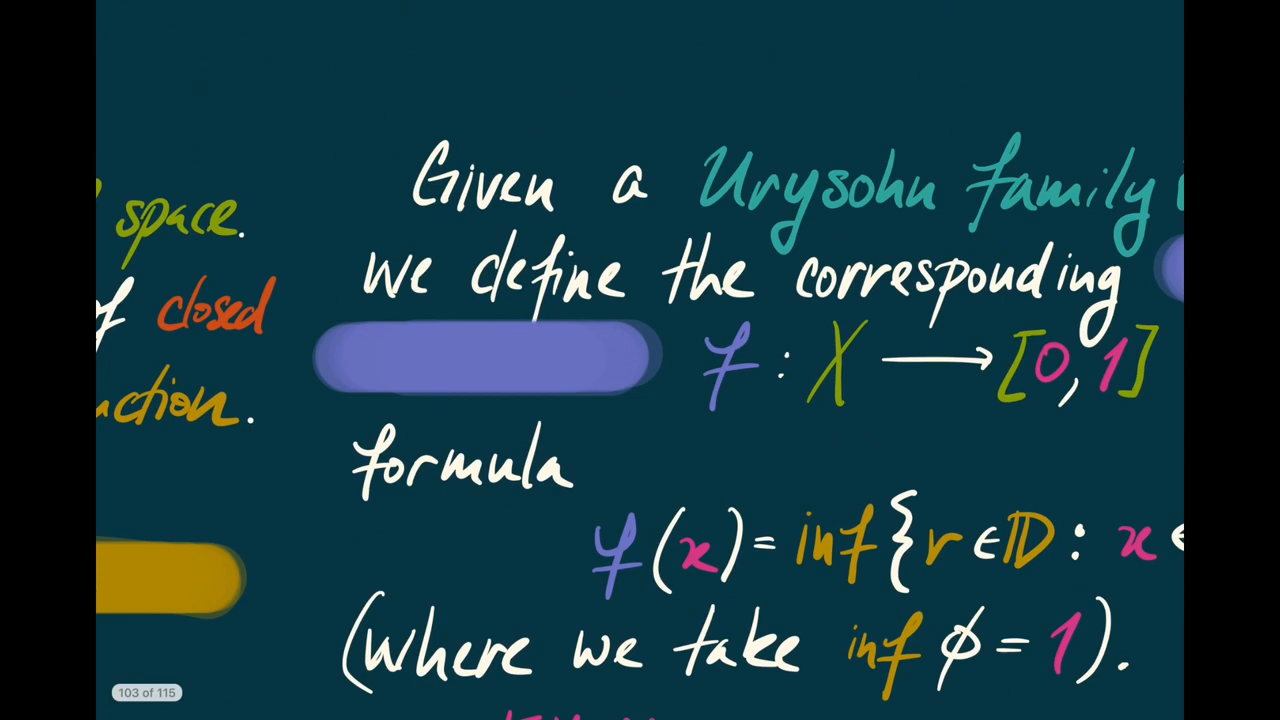 space.
closed
Given a Urysohn family
we define the corresponding
f : X → [0,1]
formula
f(x) = inf{r ∈ 𝔻 : x ∈
(where we take inf ϕ = 1).
103 of 115